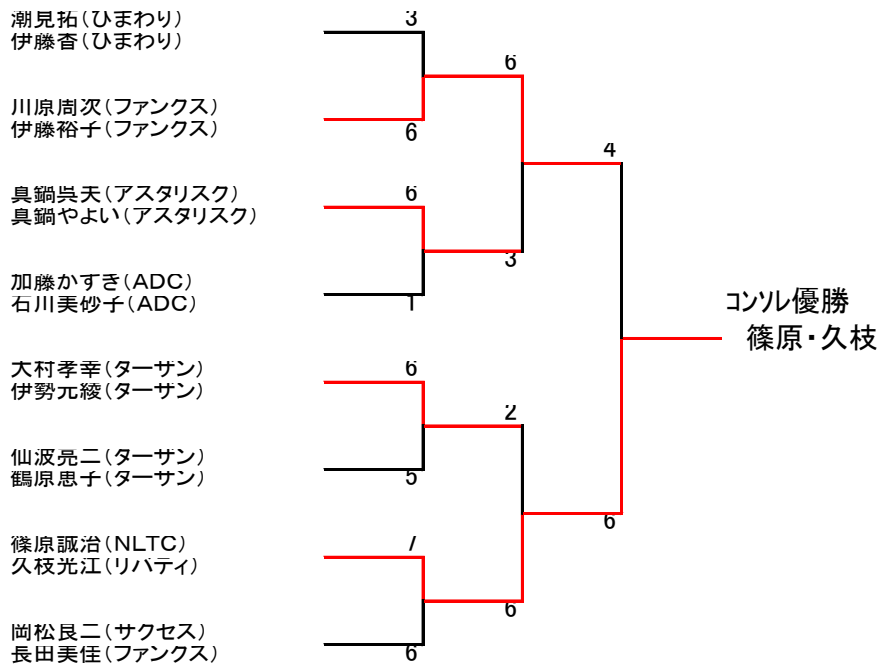 潮見拓(ひまわり)
伊藤香(ひまわり)
3
6
川原周次(ファンクス)
伊藤裕子(ファンクス)
6
4
真鍋呉夫(アスタリスク)
真鍋やよい(アスタリスク)
6
3
加藤かずき(ADC)
石川美砂子(ADC)
1
コンソル優勝
篠原・久枝
大村孝幸(ターサン)
伊勢元綾(ターサン)
6
2
仙波亮二(ターサン)
鶴原恵子(ターサン)
5
6
篠原誠治(NLTC)
久枝光江(リバティ)
7
6
岡松良二(サクセス)
長田美佳(ファンクス)
6